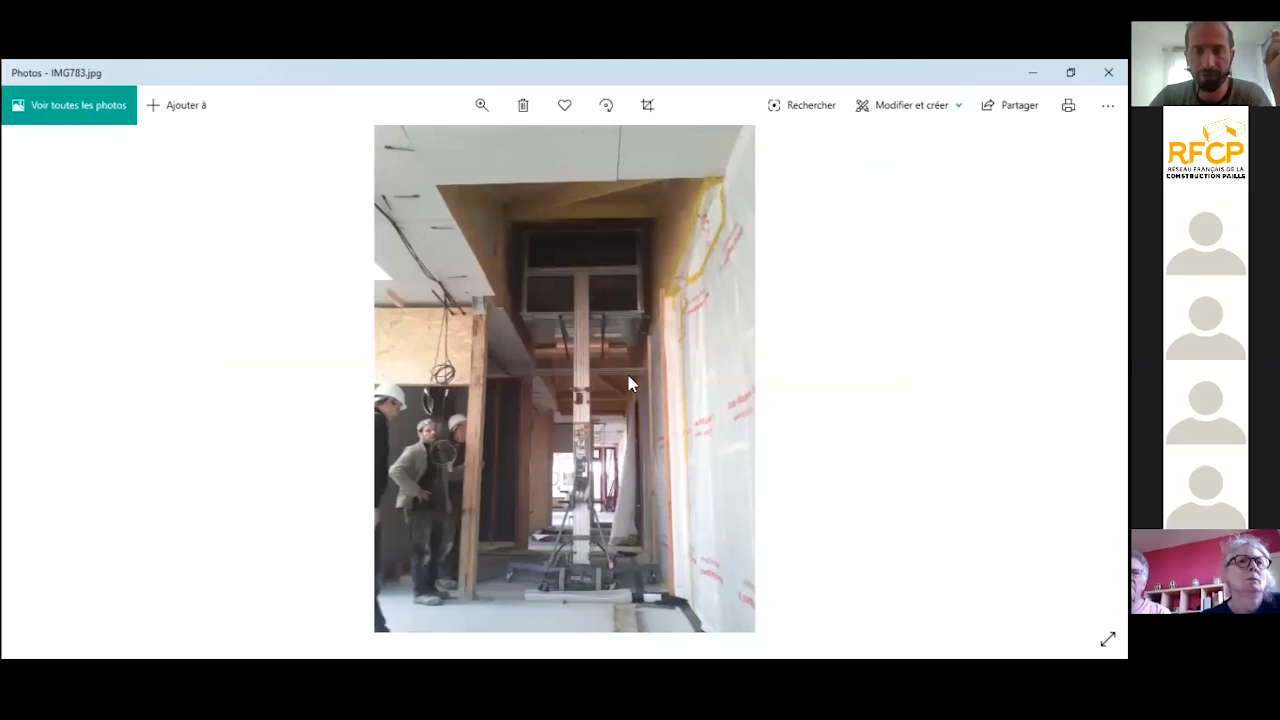 Photos - IMG783.jpg
Voir toutes les photos
Ajouter à
Rechercher
Modifier et créer
Partager
RFCP
RÉSEAU FRANÇAIS DE LA
CONSTRUCTION PAILLE